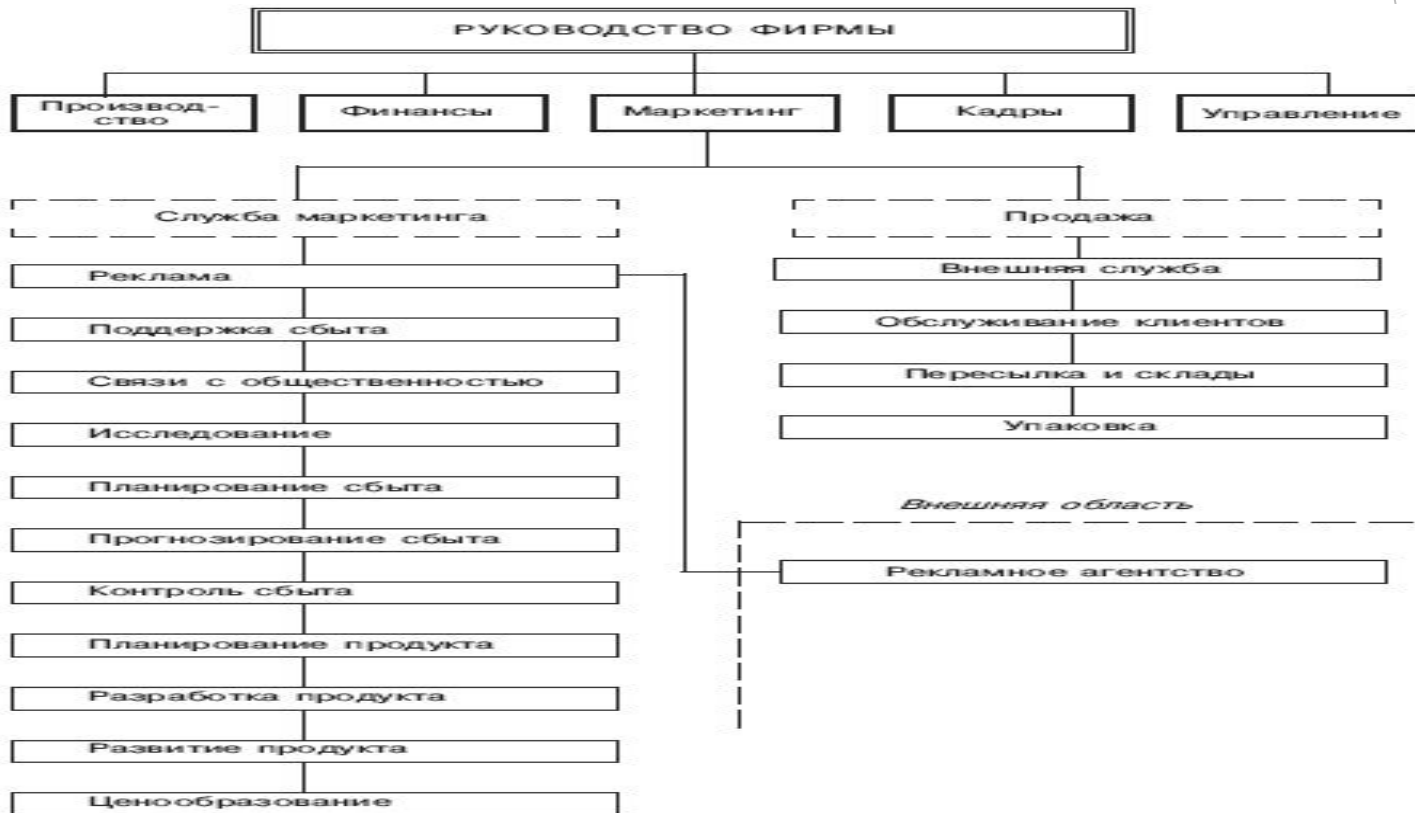 РУКОВОДСТВО ФИРМЫ
Производ-
ство
Финансы
Маркетинг
Кадры
Управление
Служба маркетинга
Продажа
Реклама
Поддержка сбыта
Связи с общественностью
Исследование
Планирование сбыта
Прогнозирование сбыта
Контроль сбыта
Планирование продукта
Разработка продукта
Развитие продукта
Ценообразование
Внешняя служба
Обслуживание клиентов
Пересылка и склады
Упаковка
Внешняя область
Рекламное агентство